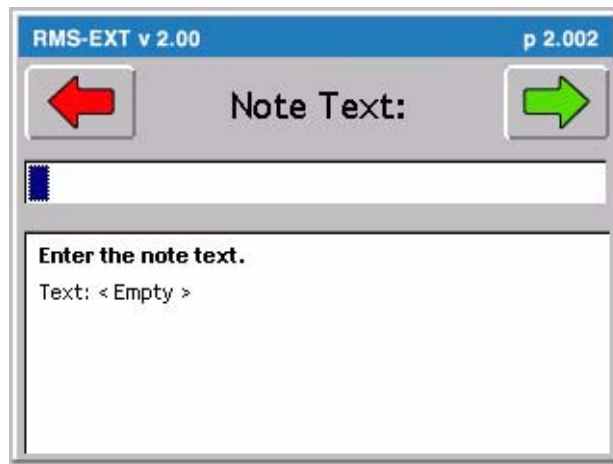 RMS-EXT v 2.00 p 2.002
Note Text:
Enter the note text.
Text: < Empty >